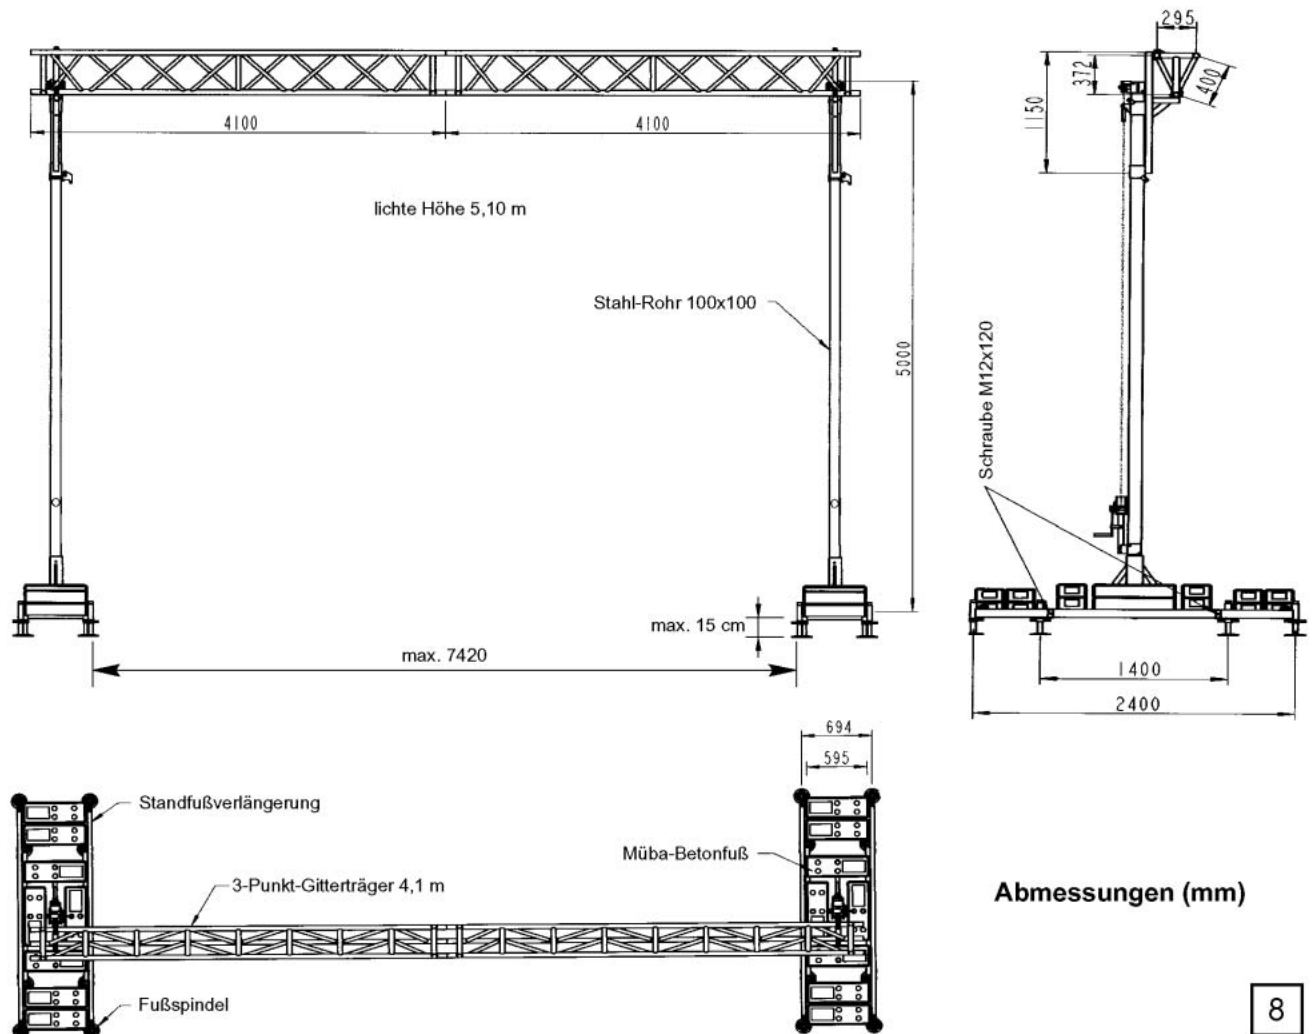 295
372
400
1150
4100
4100
lichte Höhe 5,10 m
Stahl-Rohr 100x100
5000
Schraube M12x120
max. 15 cm
max. 7420
1400
2400
694
595
Standfußverlängerung
Müba-Betonfuß
3-Punkt-Gitterträger 4,1 m
Abmessungen (mm)
Fußspindel
8